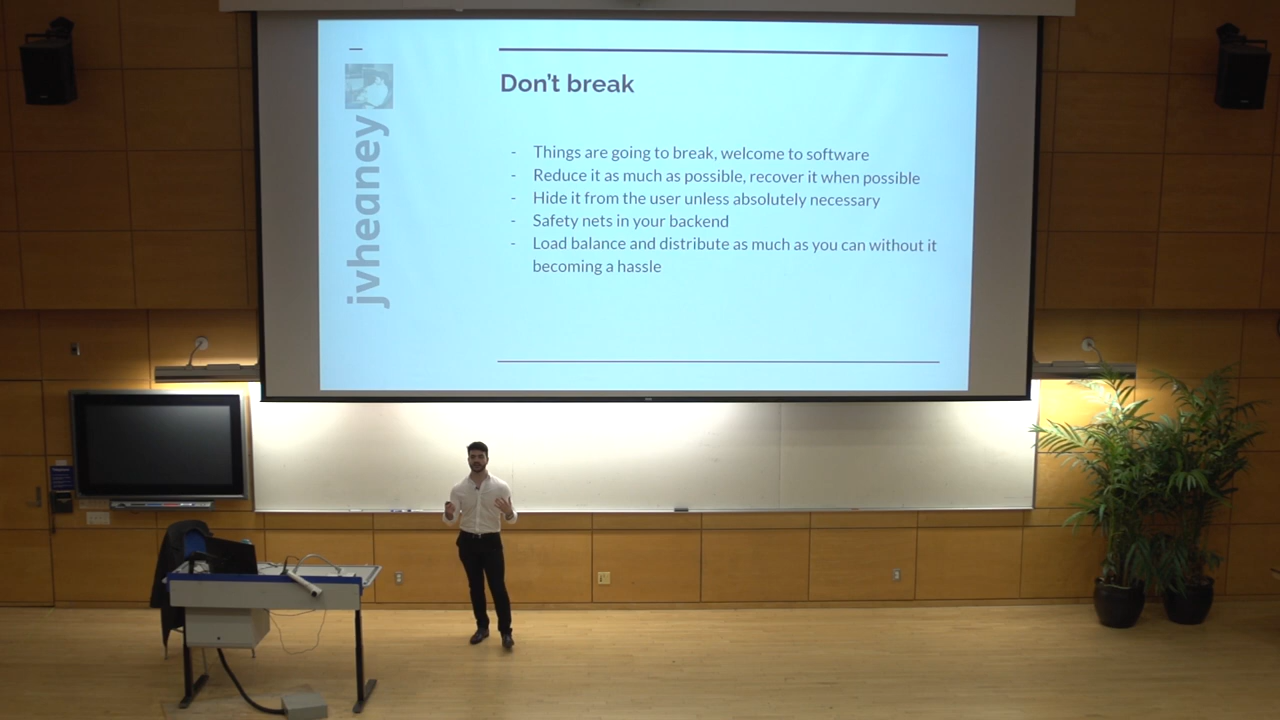 jvheaney
Don't break
- Things are going to break, welcome to software
- Reduce it as much as possible, recover it when possible
- Hide it from the user unless absolutely necessary
- Safety nets in your backend
- Load balance and distribute as much as you can without it
becoming a hassle